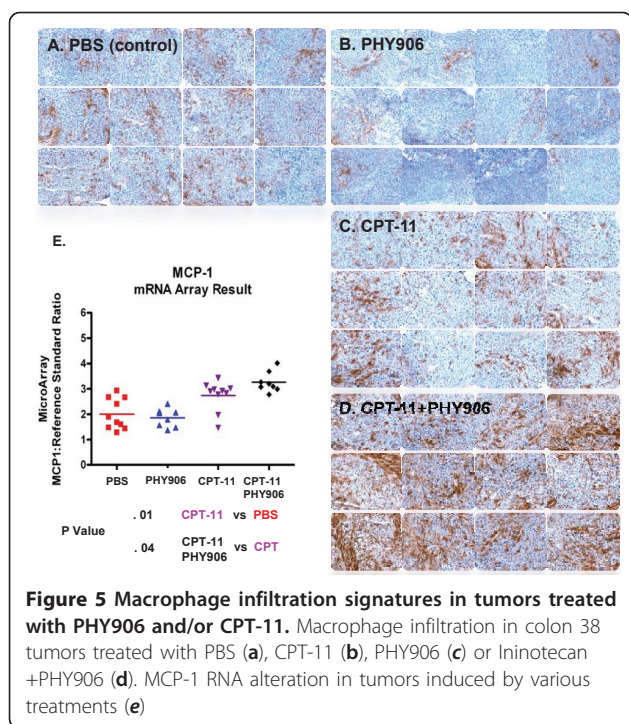 A. PBS (control)
B. PHY906
C. CPT-11
D. CPT-11+PHY906
E.
MCP-1
mRNA Array Result
MicroArray
MCP1:Reference Standard Ratio
6
5
4
3
2
1
0
PBS
PHY906
CPT-11
CPT-11
PHY906
P Value
.01 CPT-11 vs PBS
.04 CPT-11
PHY906 vs CPT
Figure 5 Macrophage infiltration signatures in tumors treated
with PHY906 and/or CPT-11. Macrophage infiltration in colon 38
tumors treated with PBS (a), CPT-11 (b), PHY906 (c) or Ininotecan
+PHY906 (d). MCP-1 RNA alteration in tumors induced by various
treatments (e)